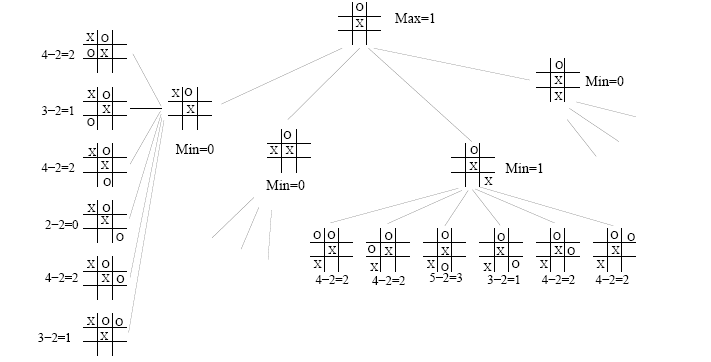 O
X
Max=1
X O
O X
4−2=2
X O
X
O
3−2=1
X O
X
O
4−2=2
X O
X
O
2−2=0
X O
X O
4−2=2
X O O
X
3−2=1
X O
X
Min=0
O
X X
Min=0
O
X
X
Min=1
O
X
X
Min=0
O O
X
X
4−2=2
O
O X
X
4−2=2
O
X
X O
5−2=3
O
X
X O
3−2=1
O
X O
X
4−2=2
O O
X
X
4−2=2